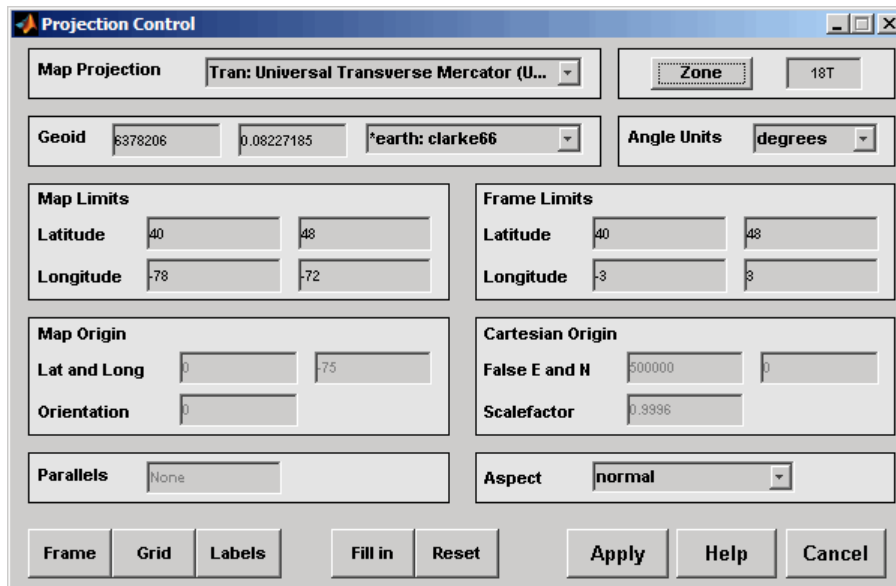 Projection Control
Map Projection Tran: Universal Transverse Mercator (U... Zone 18T
Geoid 6378206 0.08227185 *earth: clarke66 Angle Units degrees
Map Limits Frame Limits
Latitude 40 48 Latitude 40 48
Longitude -78 -72 Longitude -3 3
Map Origin Cartesian Origin
Lat and Long 0 -75 False E and N 500000 0
Orientation 0 Scalefactor 0.9996
Parallels None Aspect normal
Frame Grid Labels Fill in Reset Apply Help Cancel